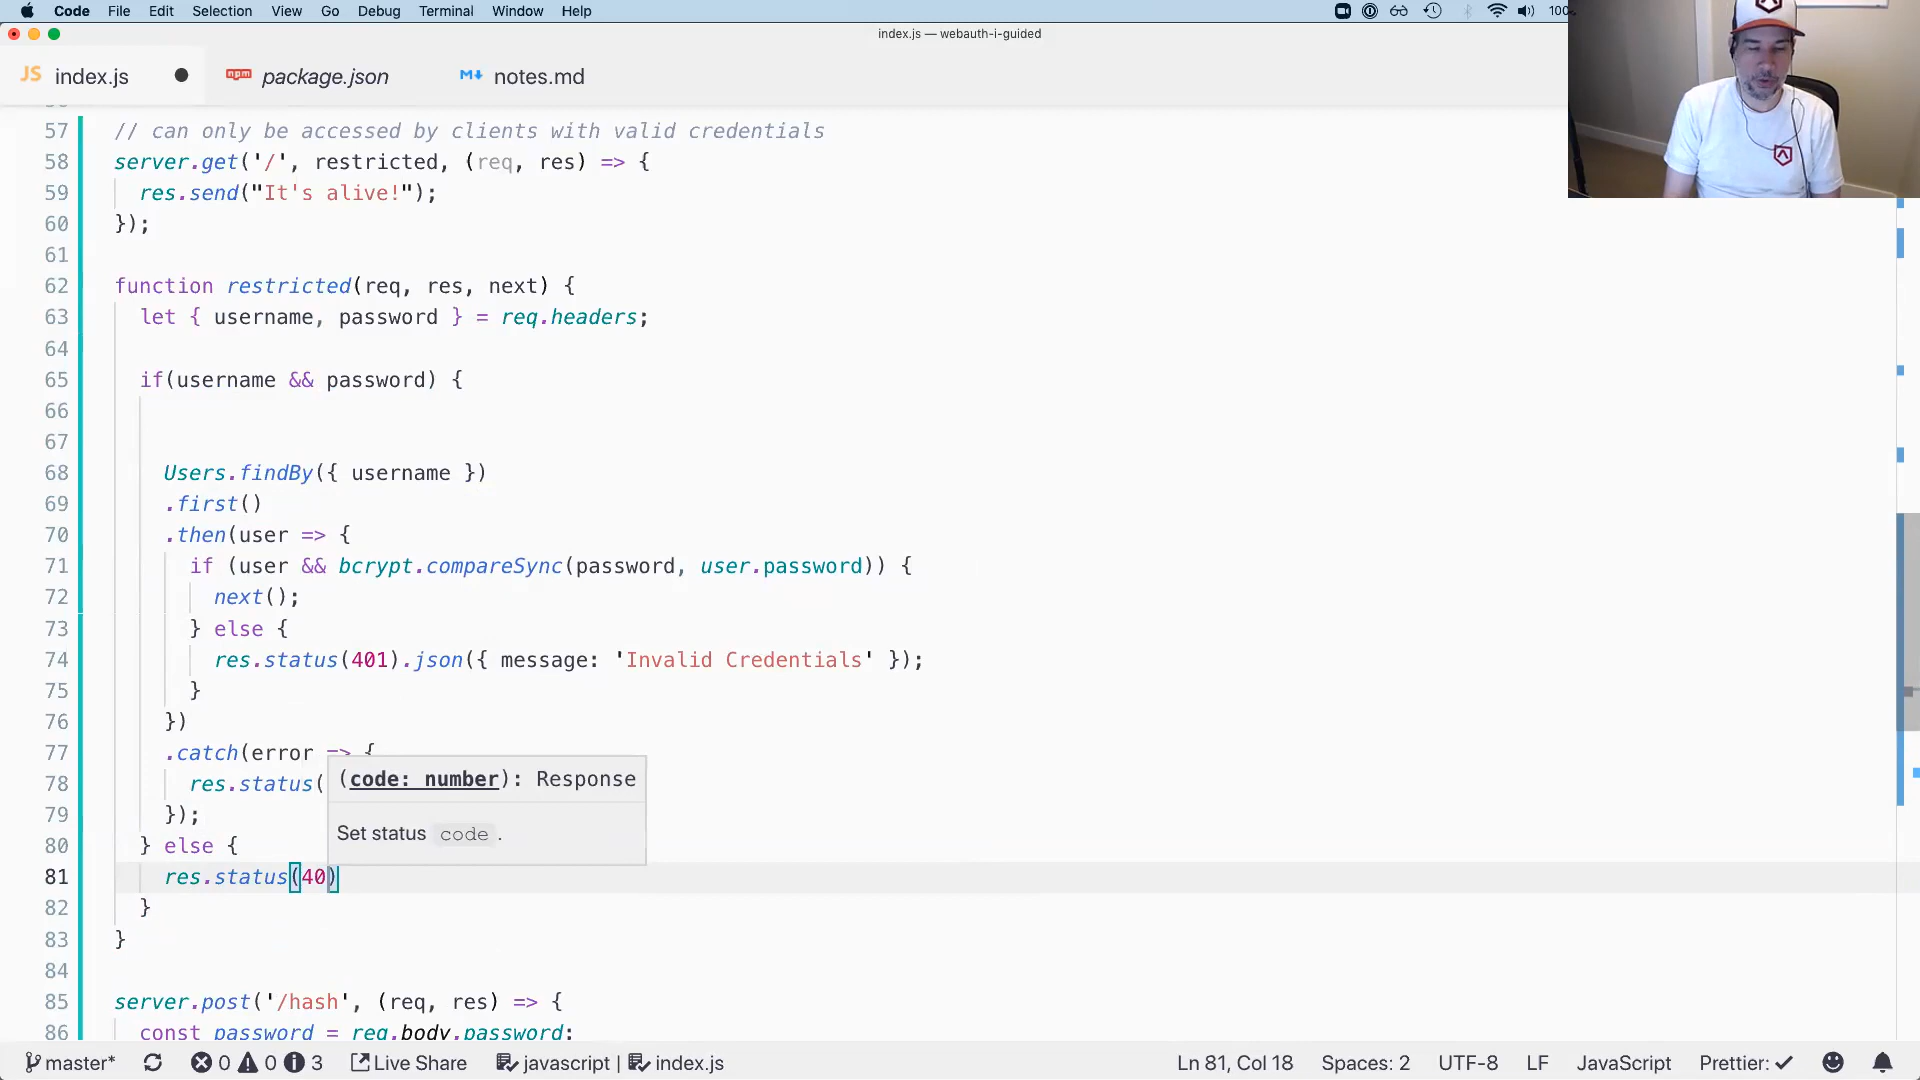 Code File Edit Selection View Go Debug Terminal Window Help 100
index.js — webauth-i-guided
JS index.js npm package.json M notes.md
57 // can only be accessed by clients with valid credentials
58 server.get('/', restricted, (req, res) => {
59 res.send("It's alive!");
60 });
61
62 function restricted(req, res, next) {
63 let { username, password } = req.headers;
64
65 if(username && password) {
66
67
68 Users.findBy({ username })
69 .first()
70 .then(user => {
71 if (user && bcrypt.compareSync(password, user.password)) {
72 next();
73 } else {
74 res.status(401).json({ message: 'Invalid Credentials' });
75 }
76 })
77 .catch(error => {
(code: number): Response
78 res.status(
79 });
Set status code .
80 } else {
81 res.status(40)
82 }
83 }
84
85 server.post('/hash', (req, res) => {
86 const password = req.body.password;
master* 0 0 3 Live Share javascript | index.js Ln 81, Col 18 Spaces: 2 UTF-8 LF JavaScript Prettier: ✓